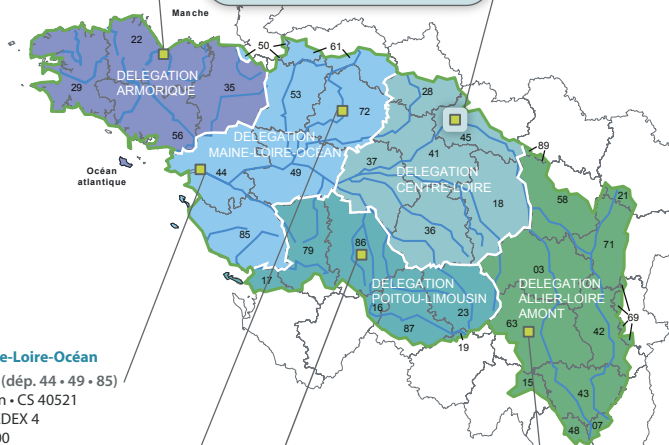 Manche
22
50
61
DELEGATION
ARMORIQUE
29
35
53
72
28
56
45
DELEGATION
MAINE-LOIRE-OCÉAN
41
89
Océan
atlantique
44
49
37
DELEGATION
CENTRE-LOIRE
18
58
21
85
79
86
36
71
17
03
DELEGATION
POITOU-LIMOUSIN
DELEGATION
ALLIER-LOIRE
AMONT
16
23
87
63
69
42
19
e-Loire-Océan
(dép. 44 • 49 • 85)
n • CS 40521
EDEX 4
00
15
43
48
07